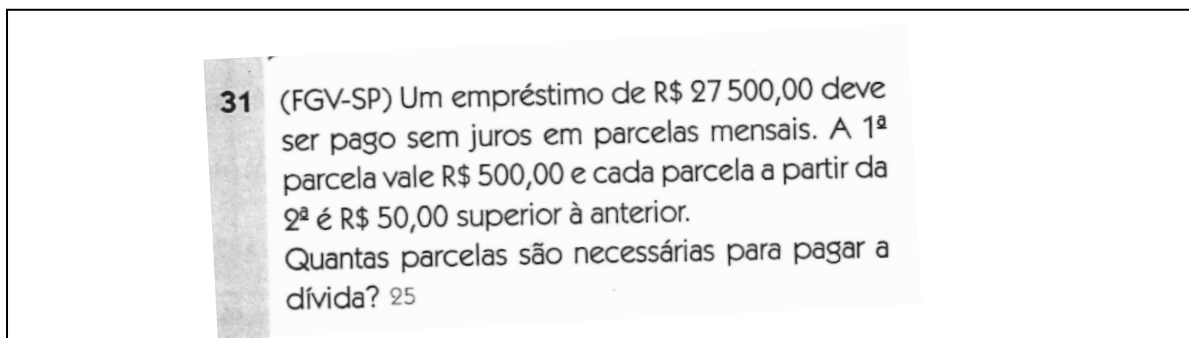 31 (FGV-SP) Um empréstimo de R$ 27 500,00 deve
ser pago sem juros em parcelas mensais. A 1ª
parcela vale R$ 500,00 e cada parcela a partir da
2ª é R$ 50,00 superior à anterior.
Quantas parcelas são necessárias para pagar a
dívida? 25